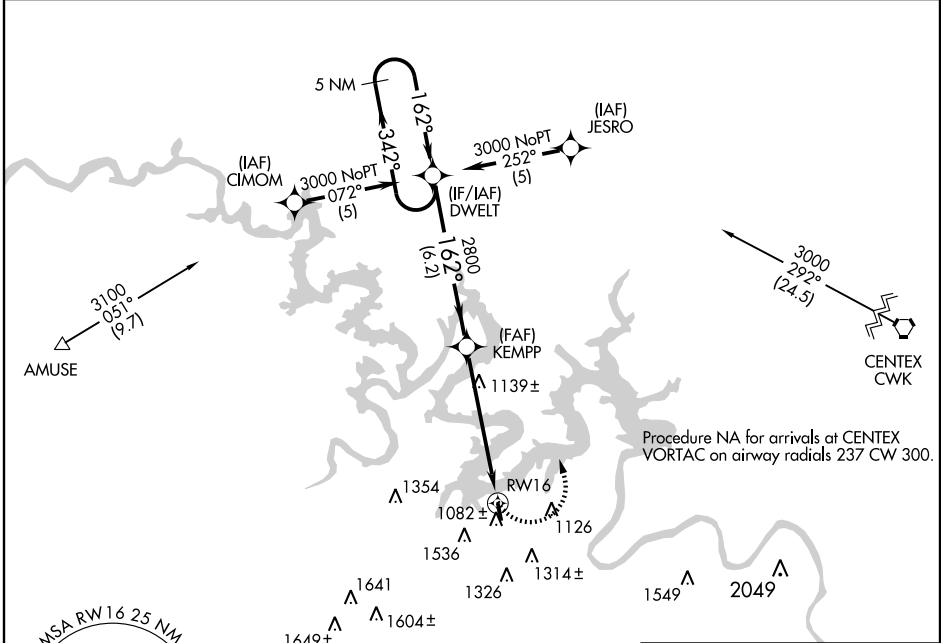 5 NM
162°
342°
(IAF)
JESRO
3000 NoPT
252°
(5)
(IAF)
CIMOM
3000 NoPT
072°
(5)
(IF/IAF)
DWELT
2800
162°
(6.2)
3100
051°
(9.7)
AMUSE
3000
292°
(24.5)
CENTEX
CWK
(FAF)
KEMPP
1139±
Procedure NA for arrivals at CENTEX
VORTAC on airway radials 237 CW 300.
1354
RW16
1082±
1126
1536
1314±
1326
1549
2049
1641
1604±
1649±
MSA RW16 25 NM